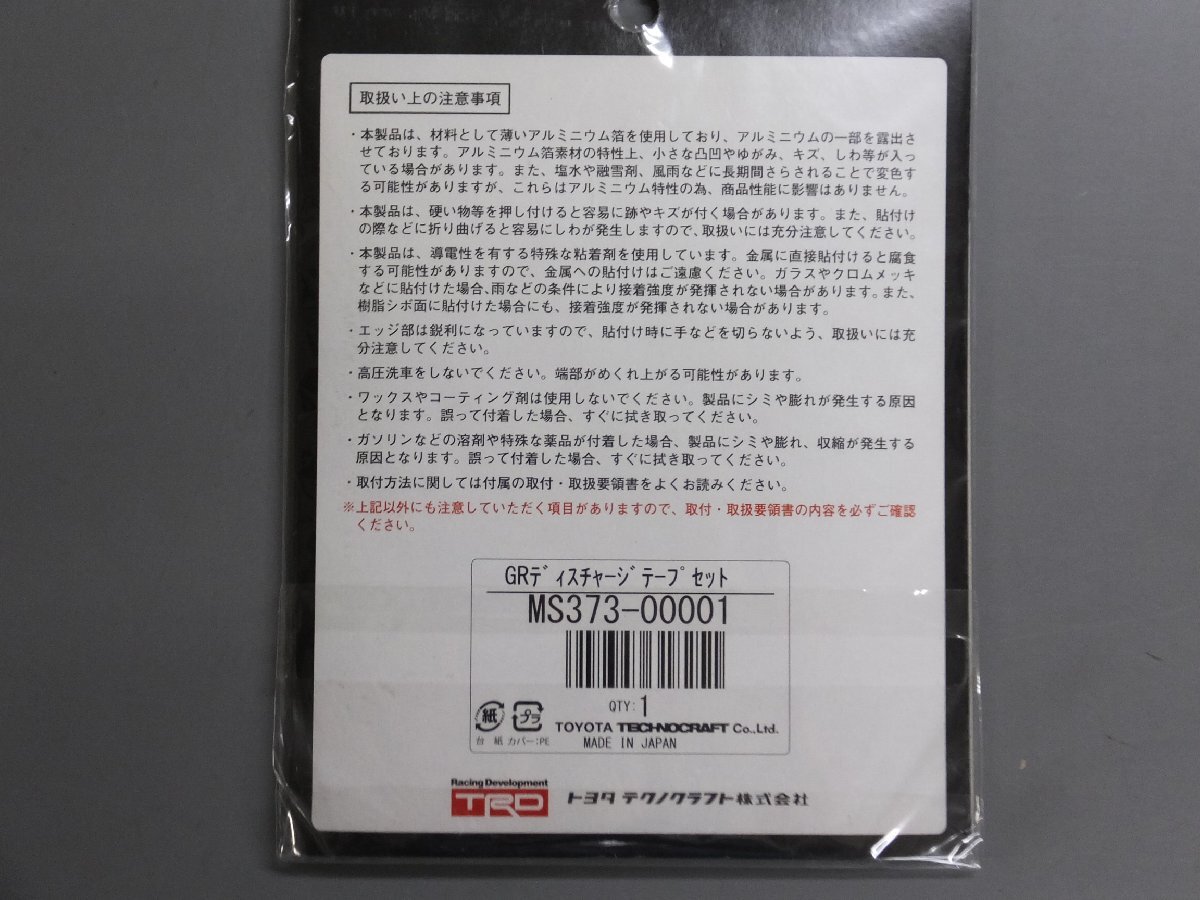 取扱い上の注意事項
・本製品は、材料として薄いアルミニウム箔を使用しており、アルミニウムの一部を露出さ
せております。アルミニウム箔素材の特性上、小さな凸凹やゆがみ、キズ、しわ等が入っ
ている場合があります。また、塩水や融雪剤、風雨などに長期間さらされることで変色す
る可能性がありますが、これらはアルミニウム特性の為、商品性能に影響はありません。
・本製品は、硬い物等を押し付けると容易に跡やキズが付く場合があります。また、貼付け
の際などに折り曲げると容易にしわが発生しますので、取扱いには充分注意してください。
・本製品は、導電性を有する特殊な粘着剤を使用しています。金属に直接貼付けると腐食
する可能性がありますので、金属への貼付けはご遠慮ください。ガラスやクロムメッキ
などに貼付けた場合、雨などの条件により接着強度が発揮されない場合があります。また、
樹脂シボ面に貼付けた場合にも、接着強度が発揮されない場合があります。
・エッジ部は鋭利になっていますので、貼付け時に手などを切らないよう、取扱いには充
分注意してください。
・高圧洗車をしないでください。端部がめくれ上がる可能性があります。
・ワックスやコーティング剤は使用しないでください。製品にシミや膨れが発生する原因
となります。誤って付着した場合、すぐに拭き取ってください。
・ガソリンなどの溶剤や特殊な薬品が付着した場合、製品にシミや膨れ、収縮が発生する
原因となります。誤って付着した場合、すぐに拭き取ってください。
・取付方法に関しては付属の取付・取扱要領書をよくお読みください。
※上記以外にも注意していただく項目がありますので、取付・取扱要領書の内容を必ずご確認
ください。
GRﾃﾞｨｽﾁｬｰｼﾞﾃｰﾌﾟｾｯﾄ
MS373-00001
QTY: 1
紙 プラ TOYOTA TECHNOCRAFT Co.,Ltd.
台 紙 カバー:PE MADE IN JAPAN
Racing Development
TRD トヨタ テクノクラフト株式会社